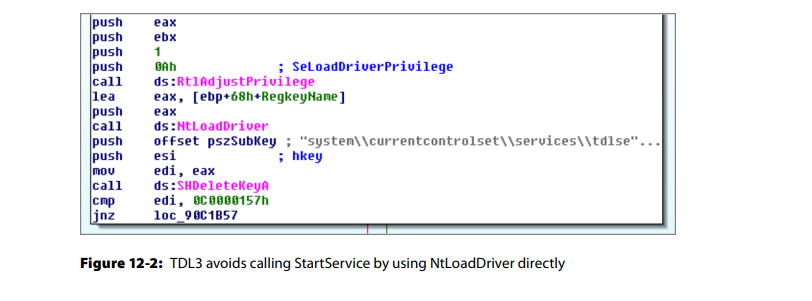 push eax
push ebx
push 1
push 0Ah ; SeLoadDriverPrivilege
call ds:RtlAdjustPrivilege
lea eax, [ebp+68h+RegkeyName]
push eax
call ds:NtLoadDriver
push offset pszSubKey ; "system\\currentcontrolset\\services\\tdlse"...
push esi ; hkey
mov edi, eax
call ds:SHDeleteKeyA
cmp edi, 0C0000157h
jnz loc_90C1B57
Figure 12-2: TDL3 avoids calling StartService by using NtLoadDriver directly